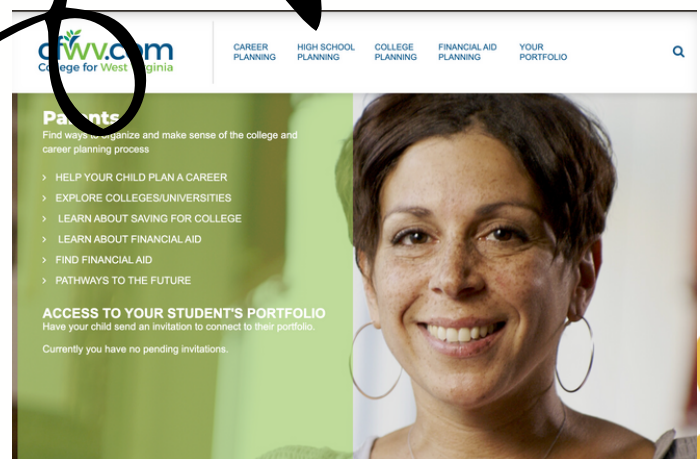 cfwv.com
College for West Virginia
CAREER PLANNING
HIGH SCHOOL PLANNING
COLLEGE PLANNING
FINANCIAL AID PLANNING
YOUR PORTFOLIO
Parents
Find ways to organize and make sense of the college and
career planning process
> HELP YOUR CHILD PLAN A CAREER
> EXPLORE COLLEGES/UNIVERSITIES
> LEARN ABOUT SAVING FOR COLLEGE
> LEARN ABOUT FINANCIAL AID
> FIND FINANCIAL AID
> PATHWAYS TO THE FUTURE
ACCESS TO YOUR STUDENT'S PORTFOLIO
Have your child send an invitation to connect to their portfolio.
Currently you have no pending invitations.